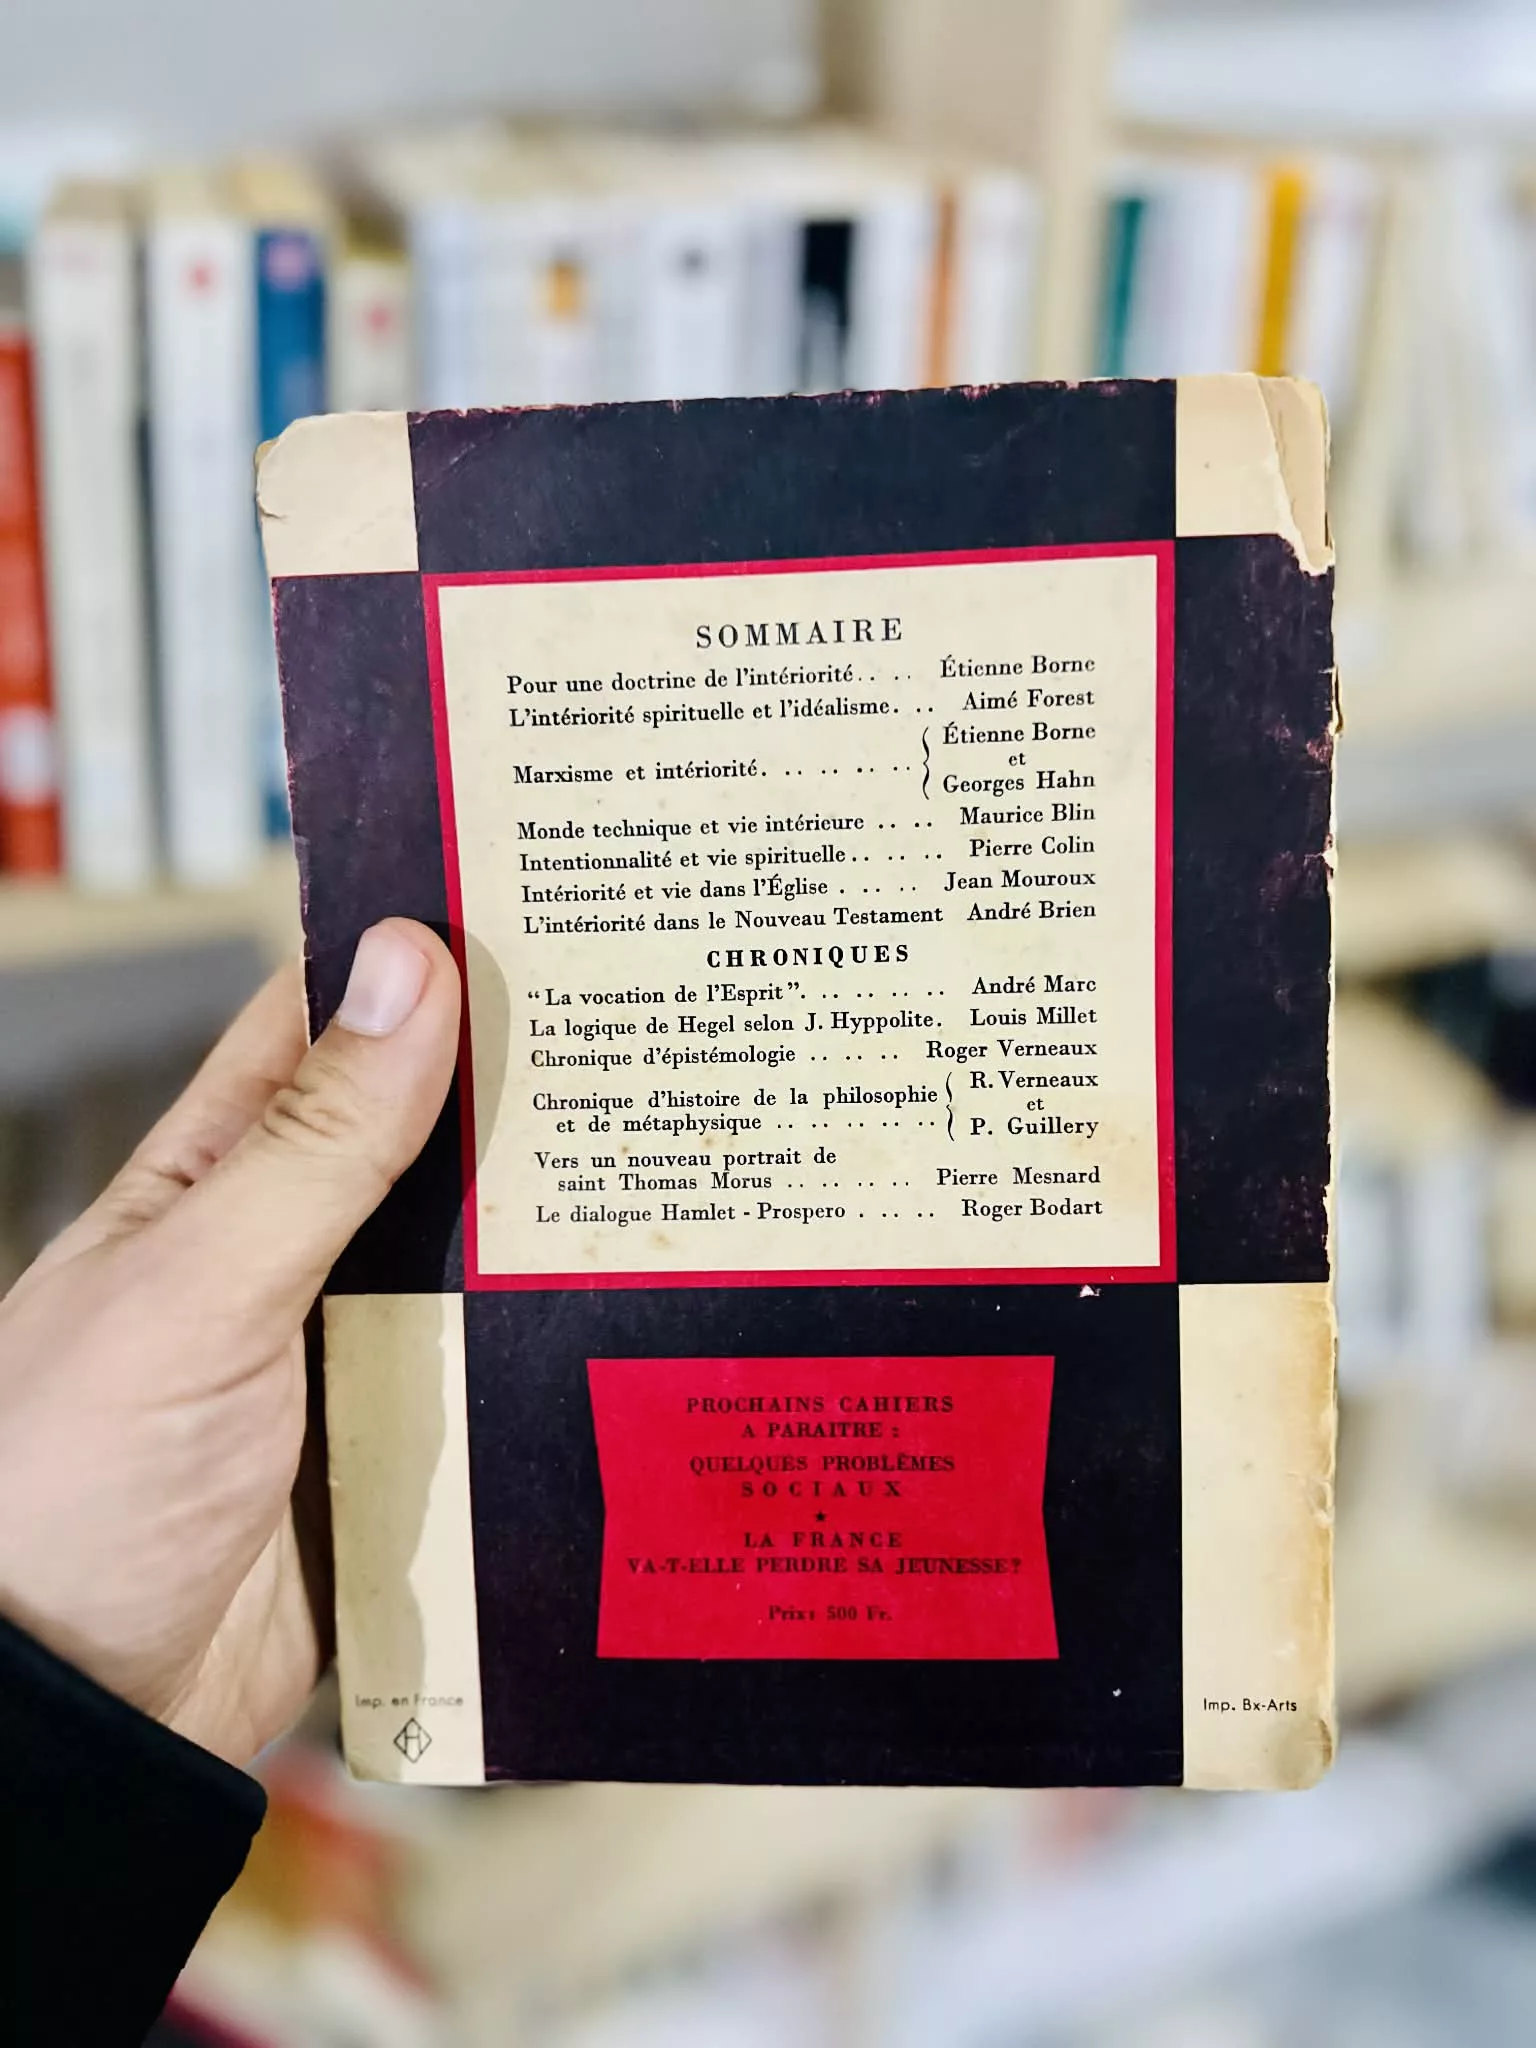 SOMMAIRE
Pour une doctrine de l'intériorité. . . . Étienne Borne
L'intériorité spirituelle et l'idéalisme. . . Aimé Forest
Marxisme et intériorité. . .. .. .. .. { Étienne Borne
et
Georges Hahn
Monde technique et vie intérieure .. .. Maurice Blin
Intentionnalité et vie spirituelle .. .. .. Pierre Colin
Intériorité et vie dans l'Église . .. .. Jean Mouroux
L'intériorité dans le Nouveau Testament André Brien
CHRONIQUES
“ La vocation de l'Esprit ”. .. .. .. .. André Marc
La logique de Hegel selon J. Hyppolite. Louis Millet
Chronique d'épistémologie .. .. .. Roger Verneaux
Chronique d'histoire de la philosophie
et de métaphysique .. .. .. .. .. { R. Verneaux
et
P. Guillery
Vers un nouveau portrait de
saint Thomas Morus .. .. .. .. Pierre Mesnard
Le dialogue Hamlet - Prospero . .. .. Roger Bodart
PROCHAINS CAHIERS
A PARAITRE :
QUELQUES PROBLÈMES
SOCIAUX
★
LA FRANCE
VA-T-ELLE PERDRE SA JEUNESSE ?
Prix : 500 Fr.
Imp. en France
H
Imp. Bx-Arts